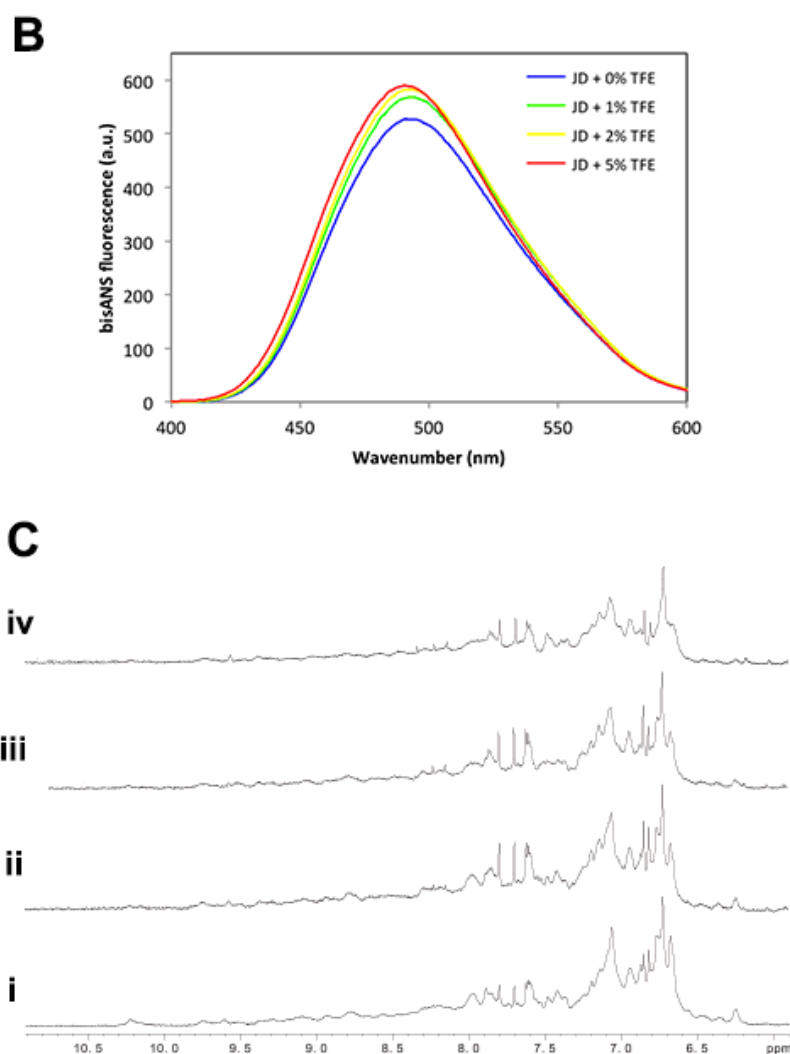 B
600
500
400
300
200
100
0
bisANS fluorescence (a.u.)
JD + 0% TFE
JD + 1% TFE
JD + 2% TFE
JD + 5% TFE
400 450 500 550 600
Wavenumber (nm)
C
iv
iii
ii
i
10.5 10.0 9.5 9.0 8.5 8.0 7.5 7.0 6.5 ppm